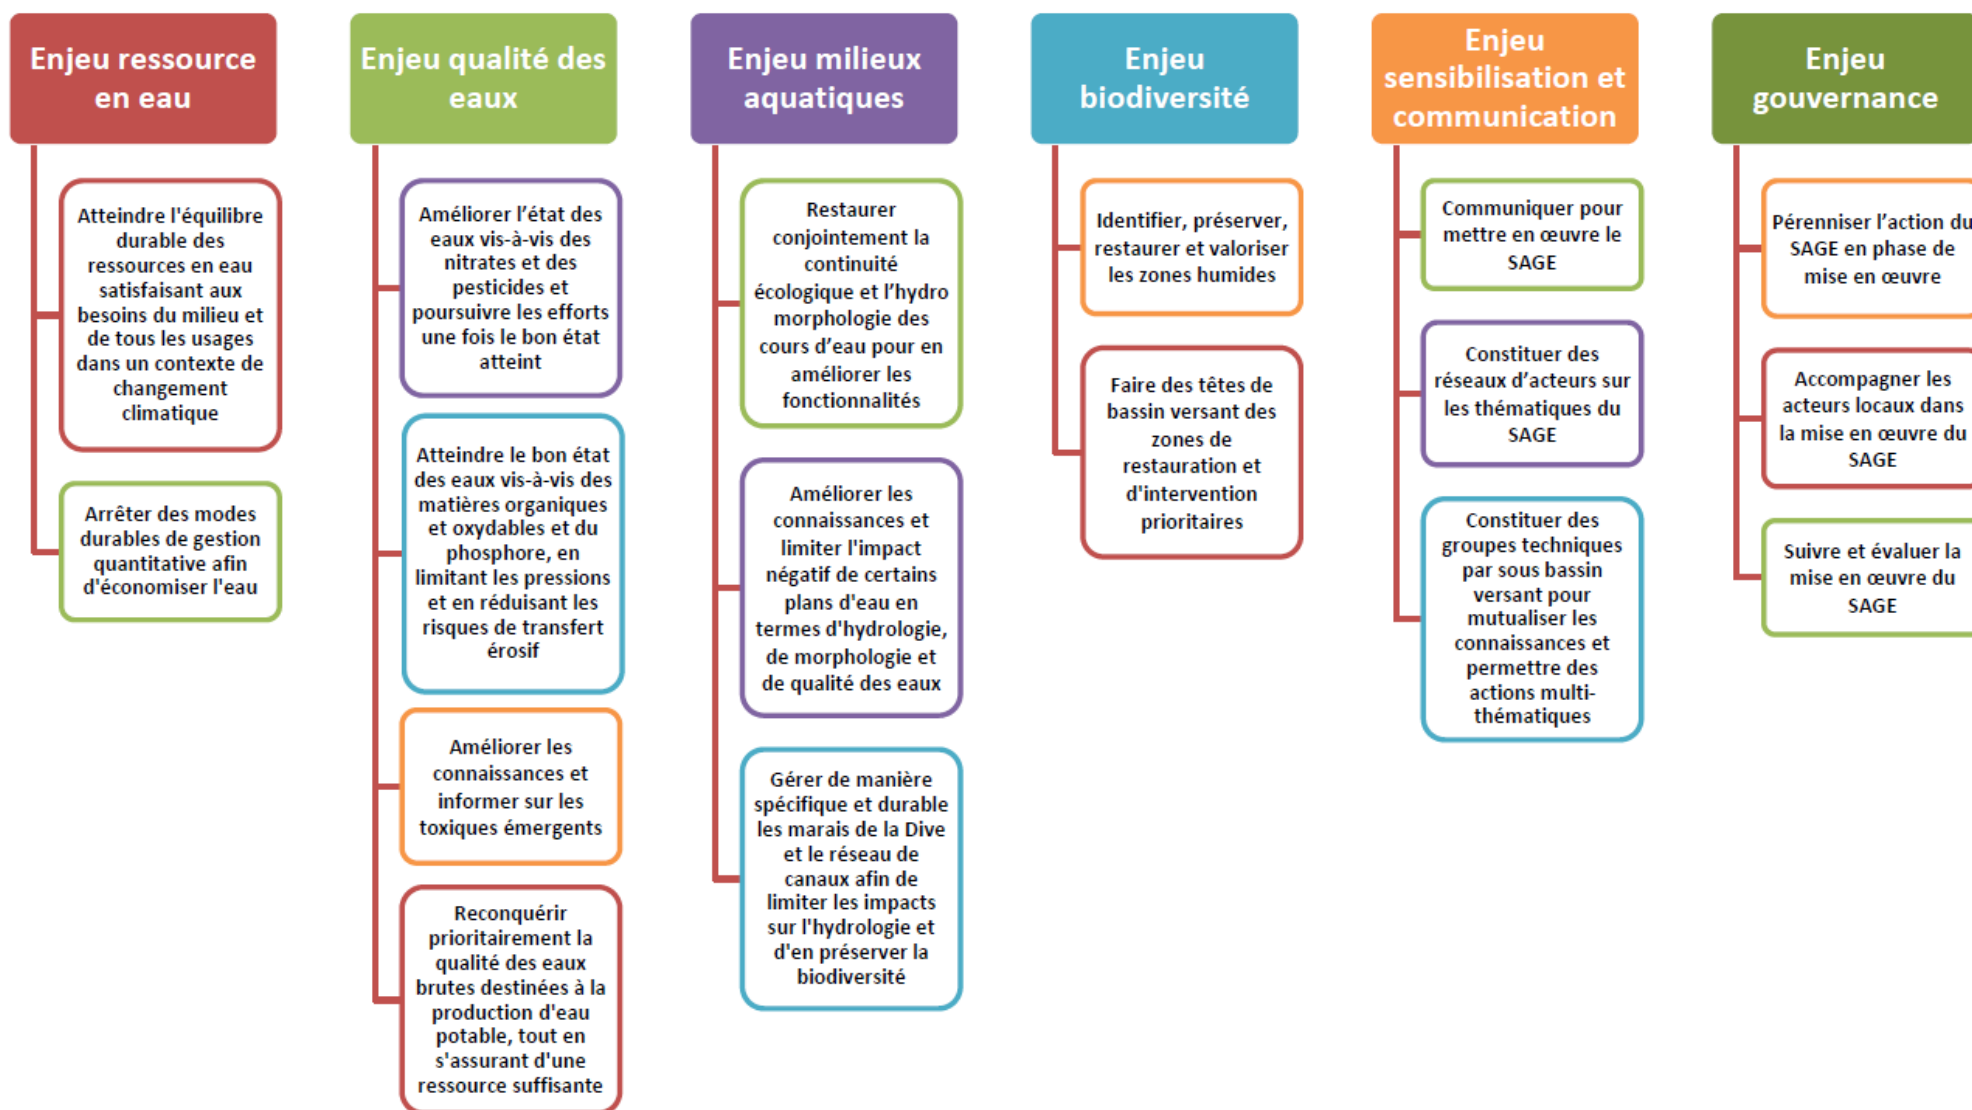 Enjeu ressource
en eau
Atteindre l'équilibre
durable des
ressources en eau
satisfaisant aux
besoins du milieu et
de tous les usages
dans un contexte de
changement
climatique
Arrêter des modes
durables de gestion
quantitative afin
d'économiser l'eau
Enjeu qualité des
eaux
Améliorer l’état des
eaux vis-à-vis des
nitrates et des
pesticides et
poursuivre les efforts
une fois le bon état
atteint
Atteindre le bon état
des eaux vis-à-vis des
matières organiques
et oxydables et du
phosphore, en
limitant les pressions
et en réduisant les
risques de transfert
érosif
Améliorer les
connaissances et
informer sur les
toxiques émergents
Reconquérir
prioritairement la
qualité des eaux
brutes destinées à la
production d'eau
potable, tout en
s'assurant d'une
ressource suffisante
Enjeu milieux
aquatiques
Restaurer
conjointement la
continuité
écologique et l’hydro
morphologie des
cours d’eau pour en
améliorer les
fonctionnalités
Améliorer les
connaissances et
limiter l'impact
négatif de certains
plans d'eau en
termes d'hydrologie,
de morphologie et
de qualité des eaux
Gérer de manière
spécifique et durable
les marais de la Dive
et le réseau de
canaux afin de
limiter les impacts
sur l'hydrologie et
d'en préserver la
biodiversité
Enjeu
biodiversité
Identifier, préserver,
restaurer et valoriser
les zones humides
Faire des têtes de
bassin versant des
zones de
restauration et
d'intervention
prioritaires
Enjeu
sensibilisation et
communication
Communiquer pour
mettre en œuvre le
SAGE
Constituer des
réseaux d’acteurs sur
les thématiques du
SAGE
Constituer des
groupes techniques
par sous bassin
versant pour
mutualiser les
connaissances et
permettre des
actions multi-
thématiques
Enjeu
gouvernance
Pérenniser l’action du
SAGE en phase de
mise en œuvre
Accompagner les
acteurs locaux dans
la mise en œuvre du
SAGE
Suivre et évaluer la
mise en œuvre du
SAGE